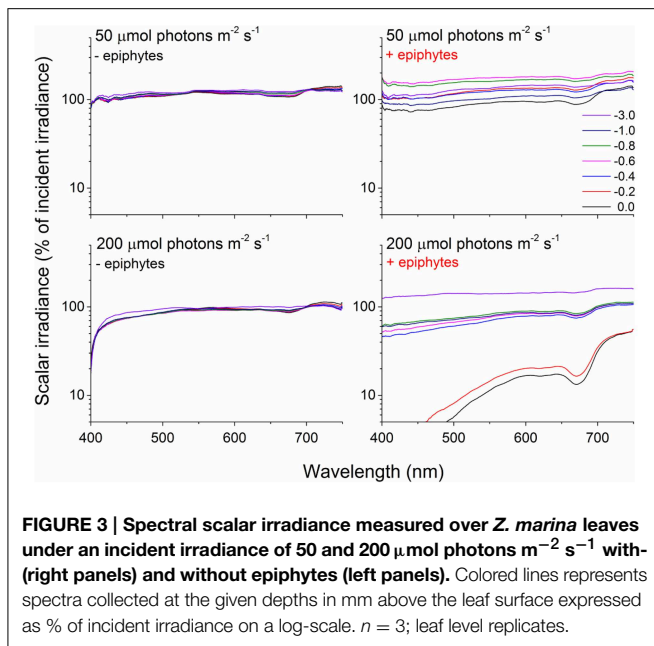 50 μmol photons m⁻² s⁻¹
- epiphytes
50 μmol photons m⁻² s⁻¹
+ epiphytes
100
10
100
10
-3.0
-1.0
-0.8
-0.6
-0.4
-0.2
0.0
200 μmol photons m⁻² s⁻¹
- epiphytes
200 μmol photons m⁻² s⁻¹
+ epiphytes
100
10
100
10
Scalar irradiance (% of incident irradiance)
400 500 600 700
400 500 600 700
Wavelength (nm)
FIGURE 3 | Spectral scalar irradiance measured over Z. marina leaves
under an incident irradiance of 50 and 200 μmol photons m⁻² s⁻¹ with-
(right panels) and without epiphytes (left panels). Colored lines represents
spectra collected at the given depths in mm above the leaf surface expressed
as % of incident irradiance on a log-scale. n = 3; leaf level replicates.